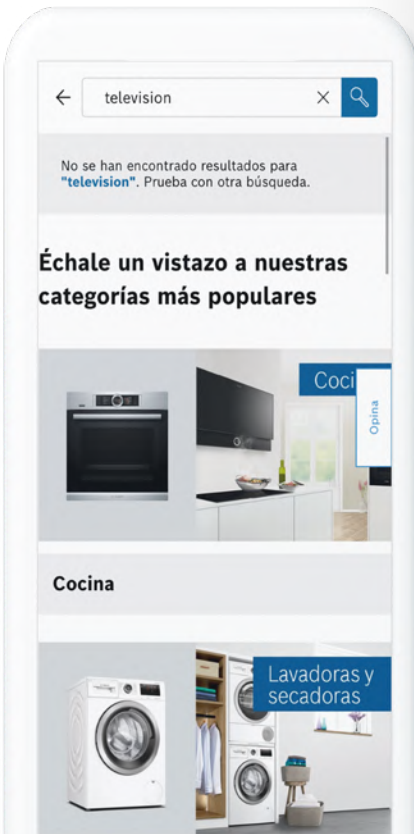 television
No se han encontrado resultados para
"television". Prueba con otra búsqueda.
Échale un vistazo a nuestras
categorías más populares
Coci
Opina
Cocina
Lavadoras y
secadoras